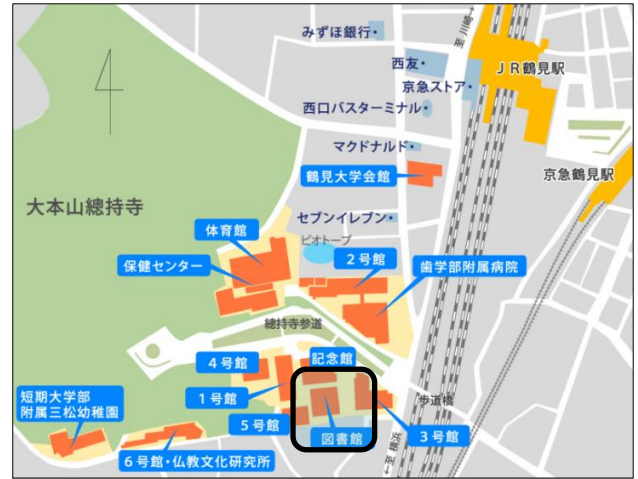 みずほ銀行・
至 川崎→
西友・
JR鶴見駅
京急ストア・
西口バスターミナル・
マクドナルド・
鶴見大学会館
京急鶴見駅
大本山總持寺
セブンイレブン・
体育館
ビオトープ
保健センター
2号館
歯学部附属病院
總持寺参道
4号館
記念館
1号館
歩道橋
短期大学部
附属三松幼稚園
5号館
図書館
3号館
6号館・仏教文化研究所
←至 横浜